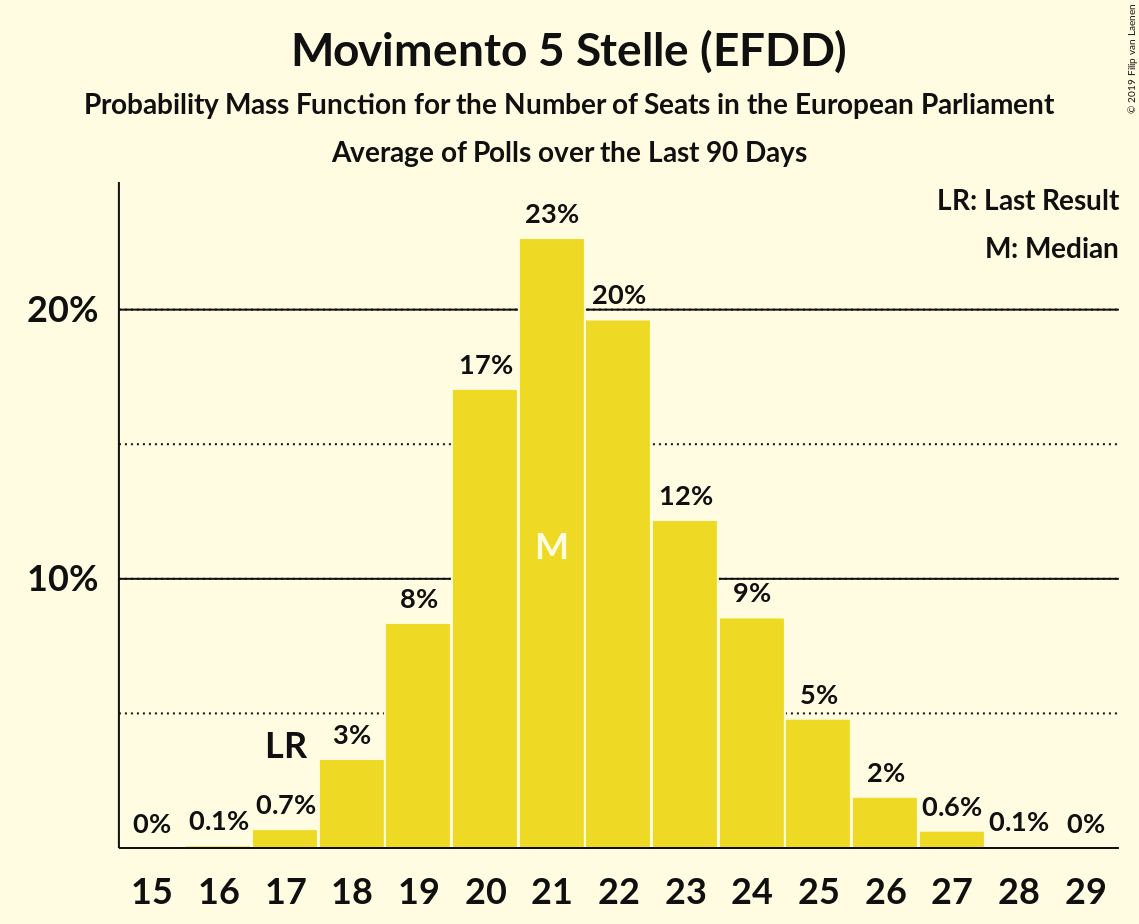 Movimento 5 Stelle (EFDD)
Probability Mass Function for the Number of Seats in the European Parliament
Average of Polls over the Last 90 Days
© 2019 Filip van Laenen
LR: Last Result
M: Median
23%
20%
20%
17%
12%
M
10%
8%
9%
5%
LR
3%
2%
0%
0.1%
0.7%
0.6%
0.1%
0%
15 16 17 18 19 20 21 22 23 24 25 26 27 28 29